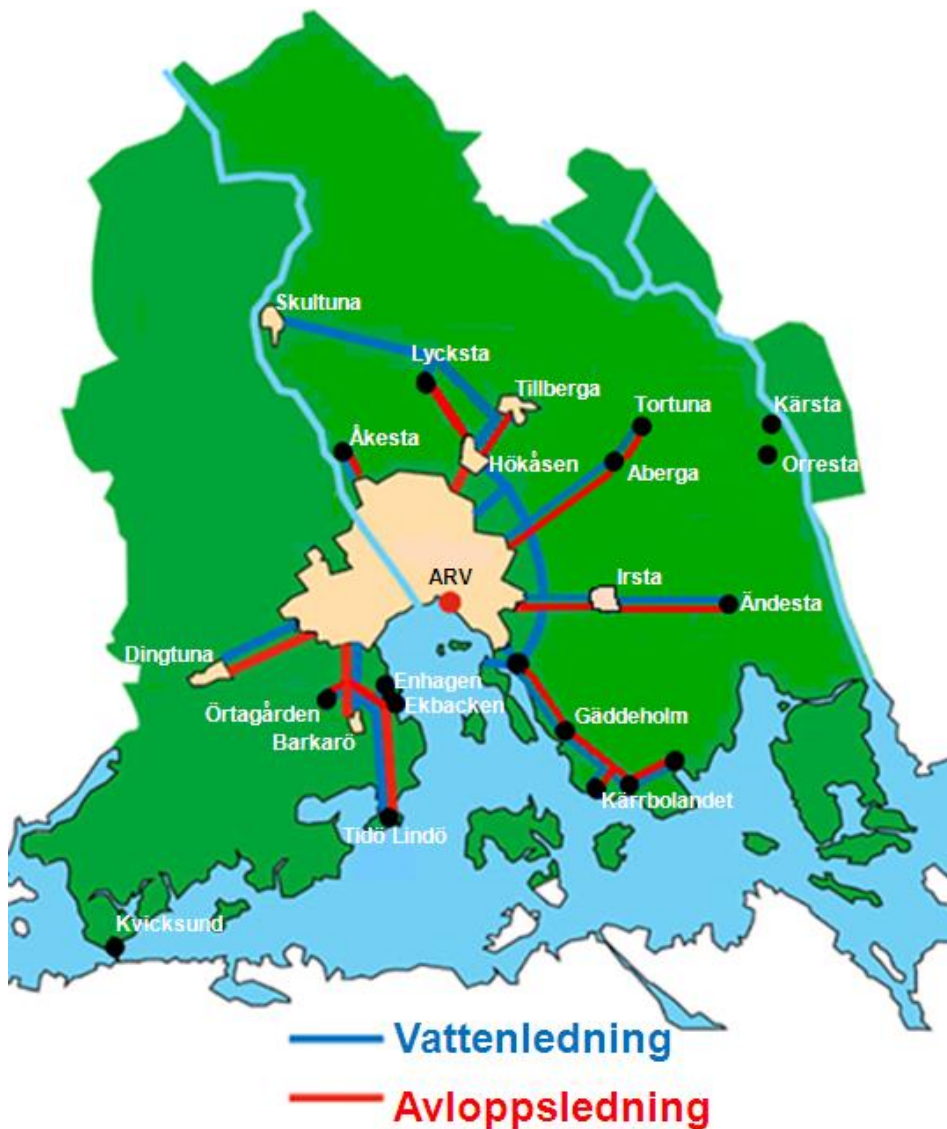 Skultuna
Lycksta
Tillberga
Tortuna
Kärsta
Åkesta
Hökåsen
Aberga
Orresta
ARV
Irsta
Ändesta
Dingtuna
Enhagen
Ekbacken
Örtagården
Gäddeholm
Barkarö
Kärrbolandet
Tidö Lindö
Kvicksund
Vattenledning
Avloppsledning